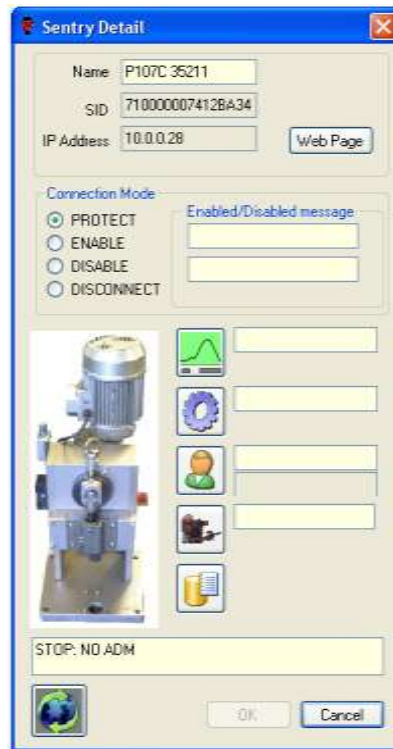 Sentry Detail
Name P107C 35211
SID 710000007412BA34
IP Address 10.0.0.28 Web Page
Connection Mode
PROTECT
ENABLE
DISABLE
DISCONNECT
Enabled/Disabled message
STOP: NO ADM
OK Cancel